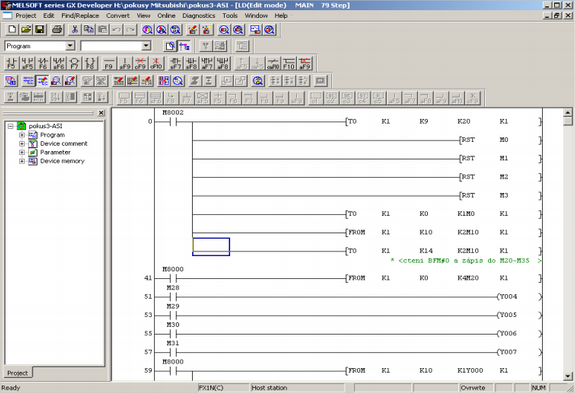 MELSOFT series GX Developer H:\pokusy Mitsubishi\pokus3-ASI - [LD(Edit mode) MAIN 79 Step]
Project Edit Find/Replace Convert View Online Diagnostics Tools Window Help
Program
pokus3-ASI
Program
Device comment
Parameter
Device memory
Project
M8002
0 [TO K1 K9 K20 K1 ]
[RST M0 ]
[RST M1 ]
[RST M2 ]
[RST M3 ]
[TO K1 K0 K1M0 K1 ]
[FROM K1 K10 K2M10 K1 ]
[TO K1 K14 K2M10 K1 ]
* <cteni BFM#0 a zápis do M20-M35 >
M8000
41 [FROM K1 K0 K4M20 K1 ]
M28
51 (Y004 )
M29
53 (Y005 )
M30
55 (Y006 )
M31
57 (Y007 )
M8000
59 [FROM K1 K10 K1Y000 K1 ]
Ready FX1N(C) Host station Ovrwrte NUM